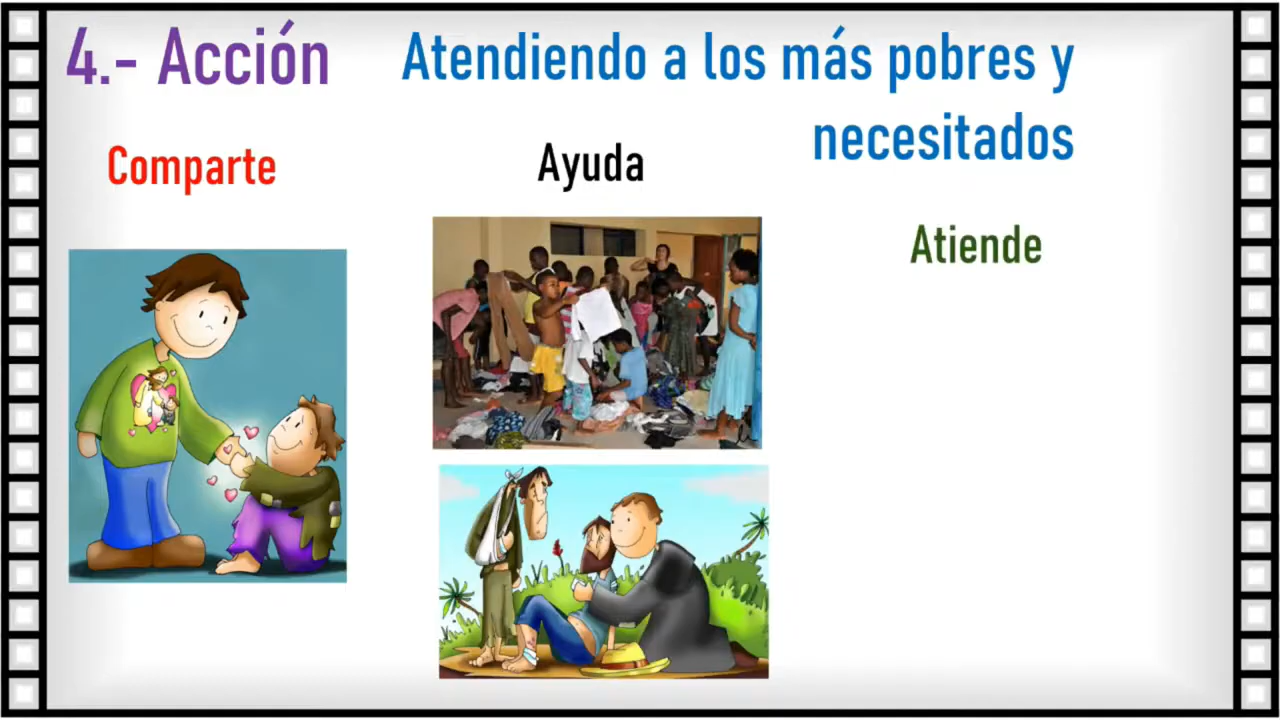 4.- Acción
Atendiendo a los más pobres y
necesitados
Comparte
Ayuda
Atiende